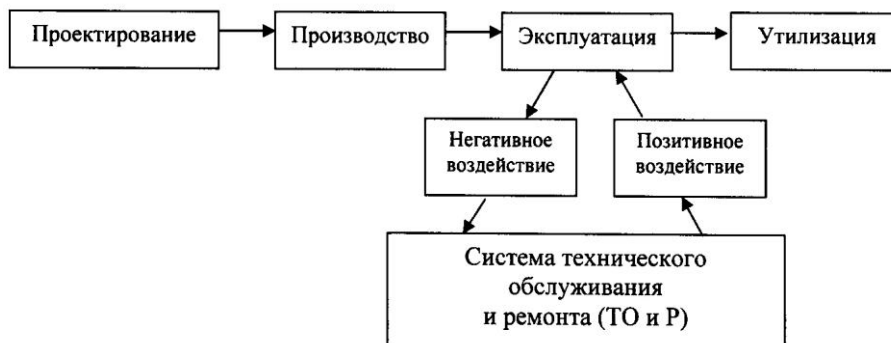 Проектирование
Производство
Эксплуатация
Утилизация
Негативное
воздействие
Позитивное
воздействие
Система технического
обслуживания
и ремонта (ТО и Р)